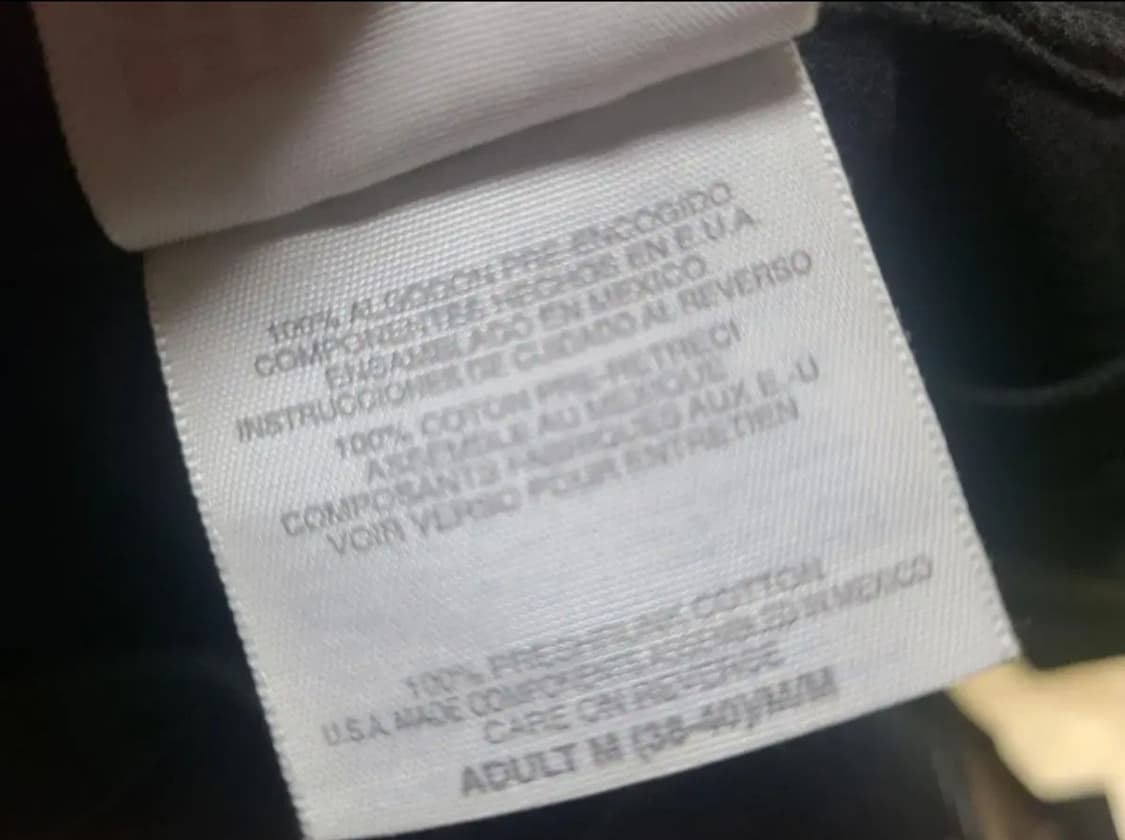 100% ALGODON PRE-ENCOGIDO
COMPONENTES HECHOS EN E.U.A.
ENSAMBLADO EN MEXICO
INSTRUCCIONES DE CUIDADO AL REVERSO
100% COTON PRE-RETRECI
ASSEMBLE AU MEXIQUE
COMPOSANTS FABRIQUES AUX E.-U
VOIR VERSO POUR ENTRETIEN
100% PRESHRUNK COTTON
U.S.A. MADE COMPONENTS ASSEMBLED IN MEXICO
CARE ON REVERSE
ADULT M (38-40)/M/M